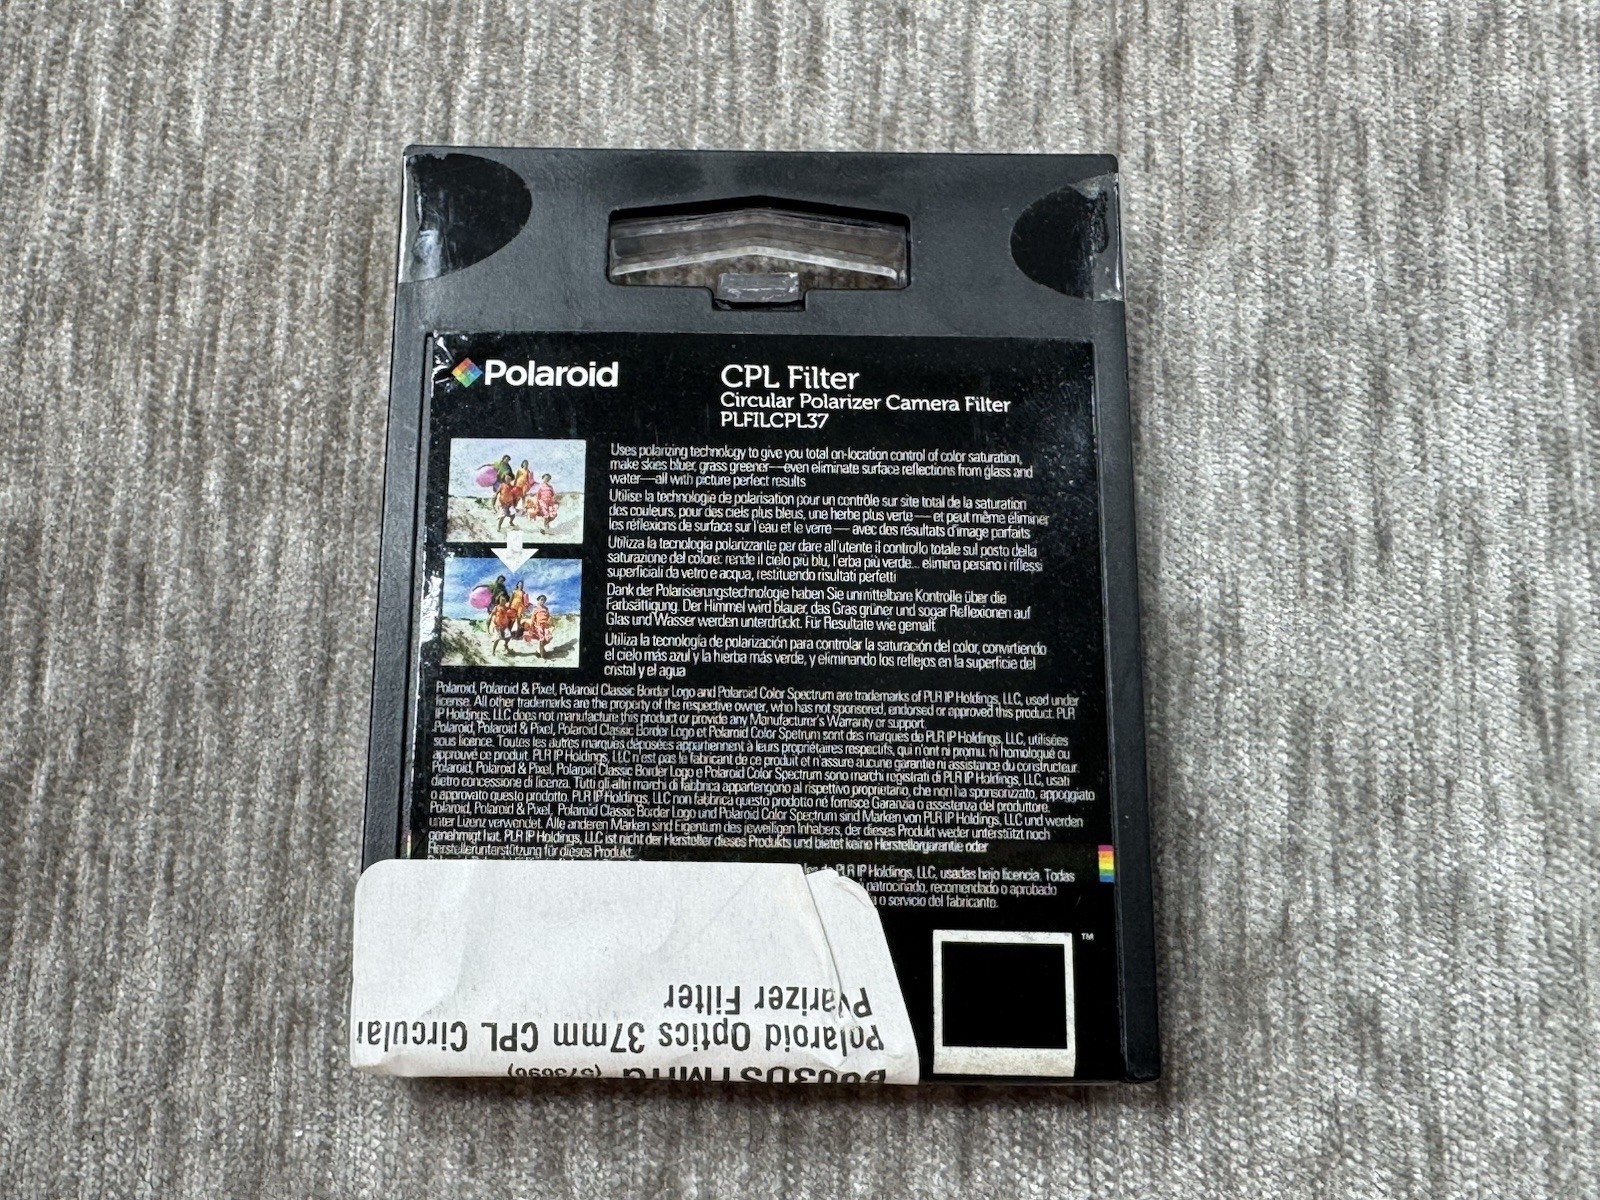 Polaroid
CPL Filter
Circular Polarizer Camera Filter
PLFILCPL37
Uses polarizing technology to give you total on-location control of color saturation,
make skies bluer, grass greener—even eliminate surface reflections from glass and
water—all with picture perfect results
Utilise la technologie de polarisation pour un contrôle sur site total de la saturation
des couleurs, pour des ciels plus bleus, une herbe plus verte — et peut même éliminer
les réflexions de surface sur l'eau et le verre — avec des résultats d'image parfaits
Utilizza la tecnologia polarizzante per dare all'utente il controllo totale sul posto della
saturazione del colore: rende il cielo più blu, l'erba più verde... elimina persino i riflessi
superficiali da vetro e acqua, restituendo risultati perfetti
Dank der Polarisierungstechnologie haben Sie unmittelbare Kontrolle über die
Farbsättigung. Der Himmel wird blauer, das Gras grüner und sogar Reflexionen auf
Glas und Wasser werden unterdrückt. Für Resultate wie gemalt
Utiliza la tecnología de polarización para controlar la saturación del color, convirtiendo
el cielo más azul y la hierba más verde, y eliminando los reflejos en la superficie del
cristal y el agua
Polaroid, Polaroid & Pixel, Polaroid Classic Border Logo and Polaroid Color Spectrum are trademarks of PLR IP Holdings, LLC, used under
license. All other trademarks are the property of the respective owner, who has not sponsored, endorsed or approved this product. PLR
IP Holdings, LLC does not manufacture this product or provide any Manufacturer's Warranty or support.
Polaroid, Polaroid & Pixel, Polaroid Classic Border Logo et Polaroid Color Spetrum sont des marques de PLR IP Holdings, LLC, utilisées
sous licence. Toutes les autres marques déposées appartiennent à leurs propriétaires respectifs, qui n'ont ni promu, ni homologué ou
approuvé ce produit. PLR IP Holdings, LLC n'est pas le fabricant de ce produit et n'assure aucune garantie ni assistance du constructeur.
Polaroid, Polaroid & Pixel, Polaroid Classic Border Logo e Polaroid Color Spectrum sono marchi registrati di PLR IP Holdings, LLC, usati
dietro concessione di licenza. Tutti gli altri marchi di fabbrica appartengono al rispettivo proprietario, che non ha sponsorizzato, appoggiato
o approvato questo prodotto. PLR IP Holdings, LLC non fabbrica questo prodotto né fornisce Garanzia o assistenza del produttore.
Polaroid, Polaroid & Pixel, Polaroid Classic Border Logo und Polaroid Color Spectrum sind Marken von PLR IP Holdings, LLC und werden
unter Lizenz verwendet. Alle anderen Marken sind Eigentum des jeweiligen Inhabers, der dieses Produkt weder unterstützt noch
genehmigt hat. PLR IP Holdings, LLC ist nicht der Hersteller dieses Produkts und bietet keine Herstellergarantie oder
Herstellerunterstützung für dieses Produkt.
de PLR IP Holdings, LLC, usadas bajo licencia. Todas
patrocinado, recomendado o aprobado
o servicio del fabricante.
TM
(573696)
Polaroid Optics 37mm CPL Circular
Filter